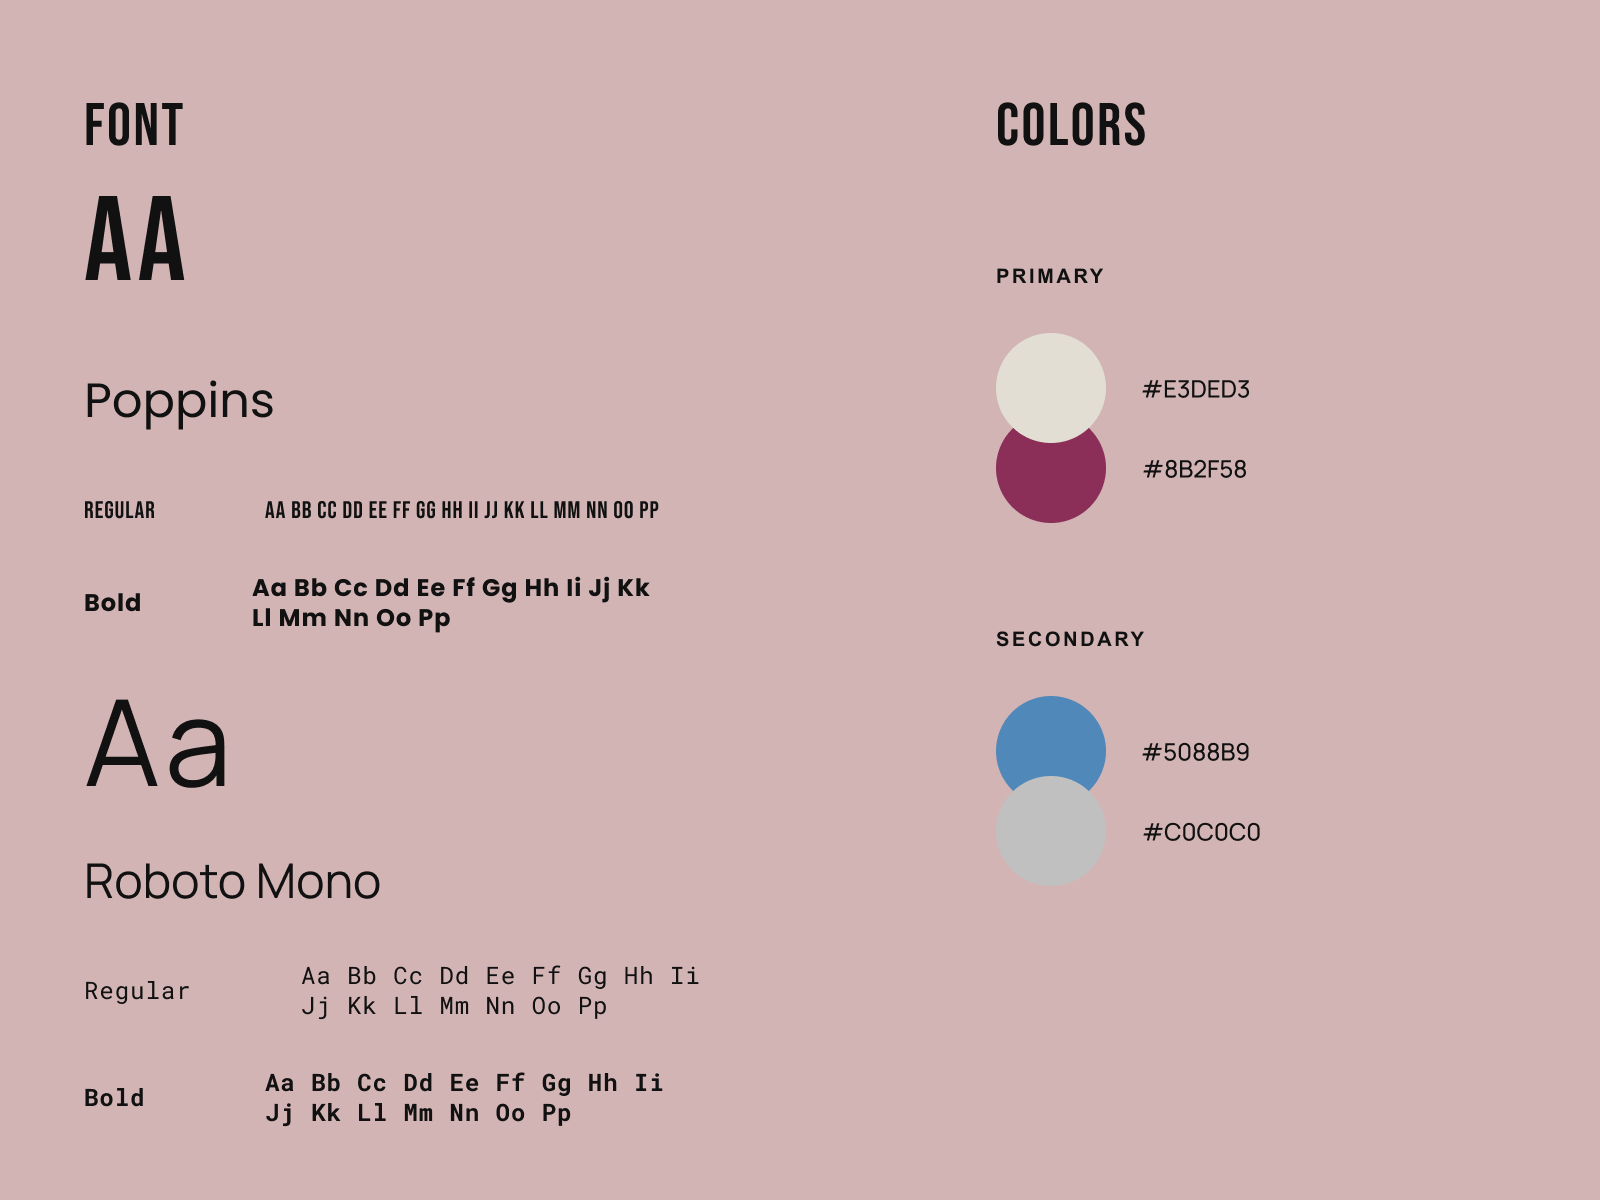 FONT
AA
Poppins
REGULAR AA BB CC DD EE FF GG HH II JJ KK LL MM NN OO PP
Bold Aa Bb Cc Dd Ee Ff Gg Hh Ii Jj Kk
Ll Mm Nn Oo Pp
Aa
Roboto Mono
Regular Aa Bb Cc Dd Ee Ff Gg Hh Ii
Jj Kk Ll Mm Nn Oo Pp
Bold Aa Bb Cc Dd Ee Ff Gg Hh Ii
Jj Kk Ll Mm Nn Oo Pp
COLORS
PRIMARY
#E3DED3
#8B2F58
SECONDARY
#5088B9
#C0C0C0